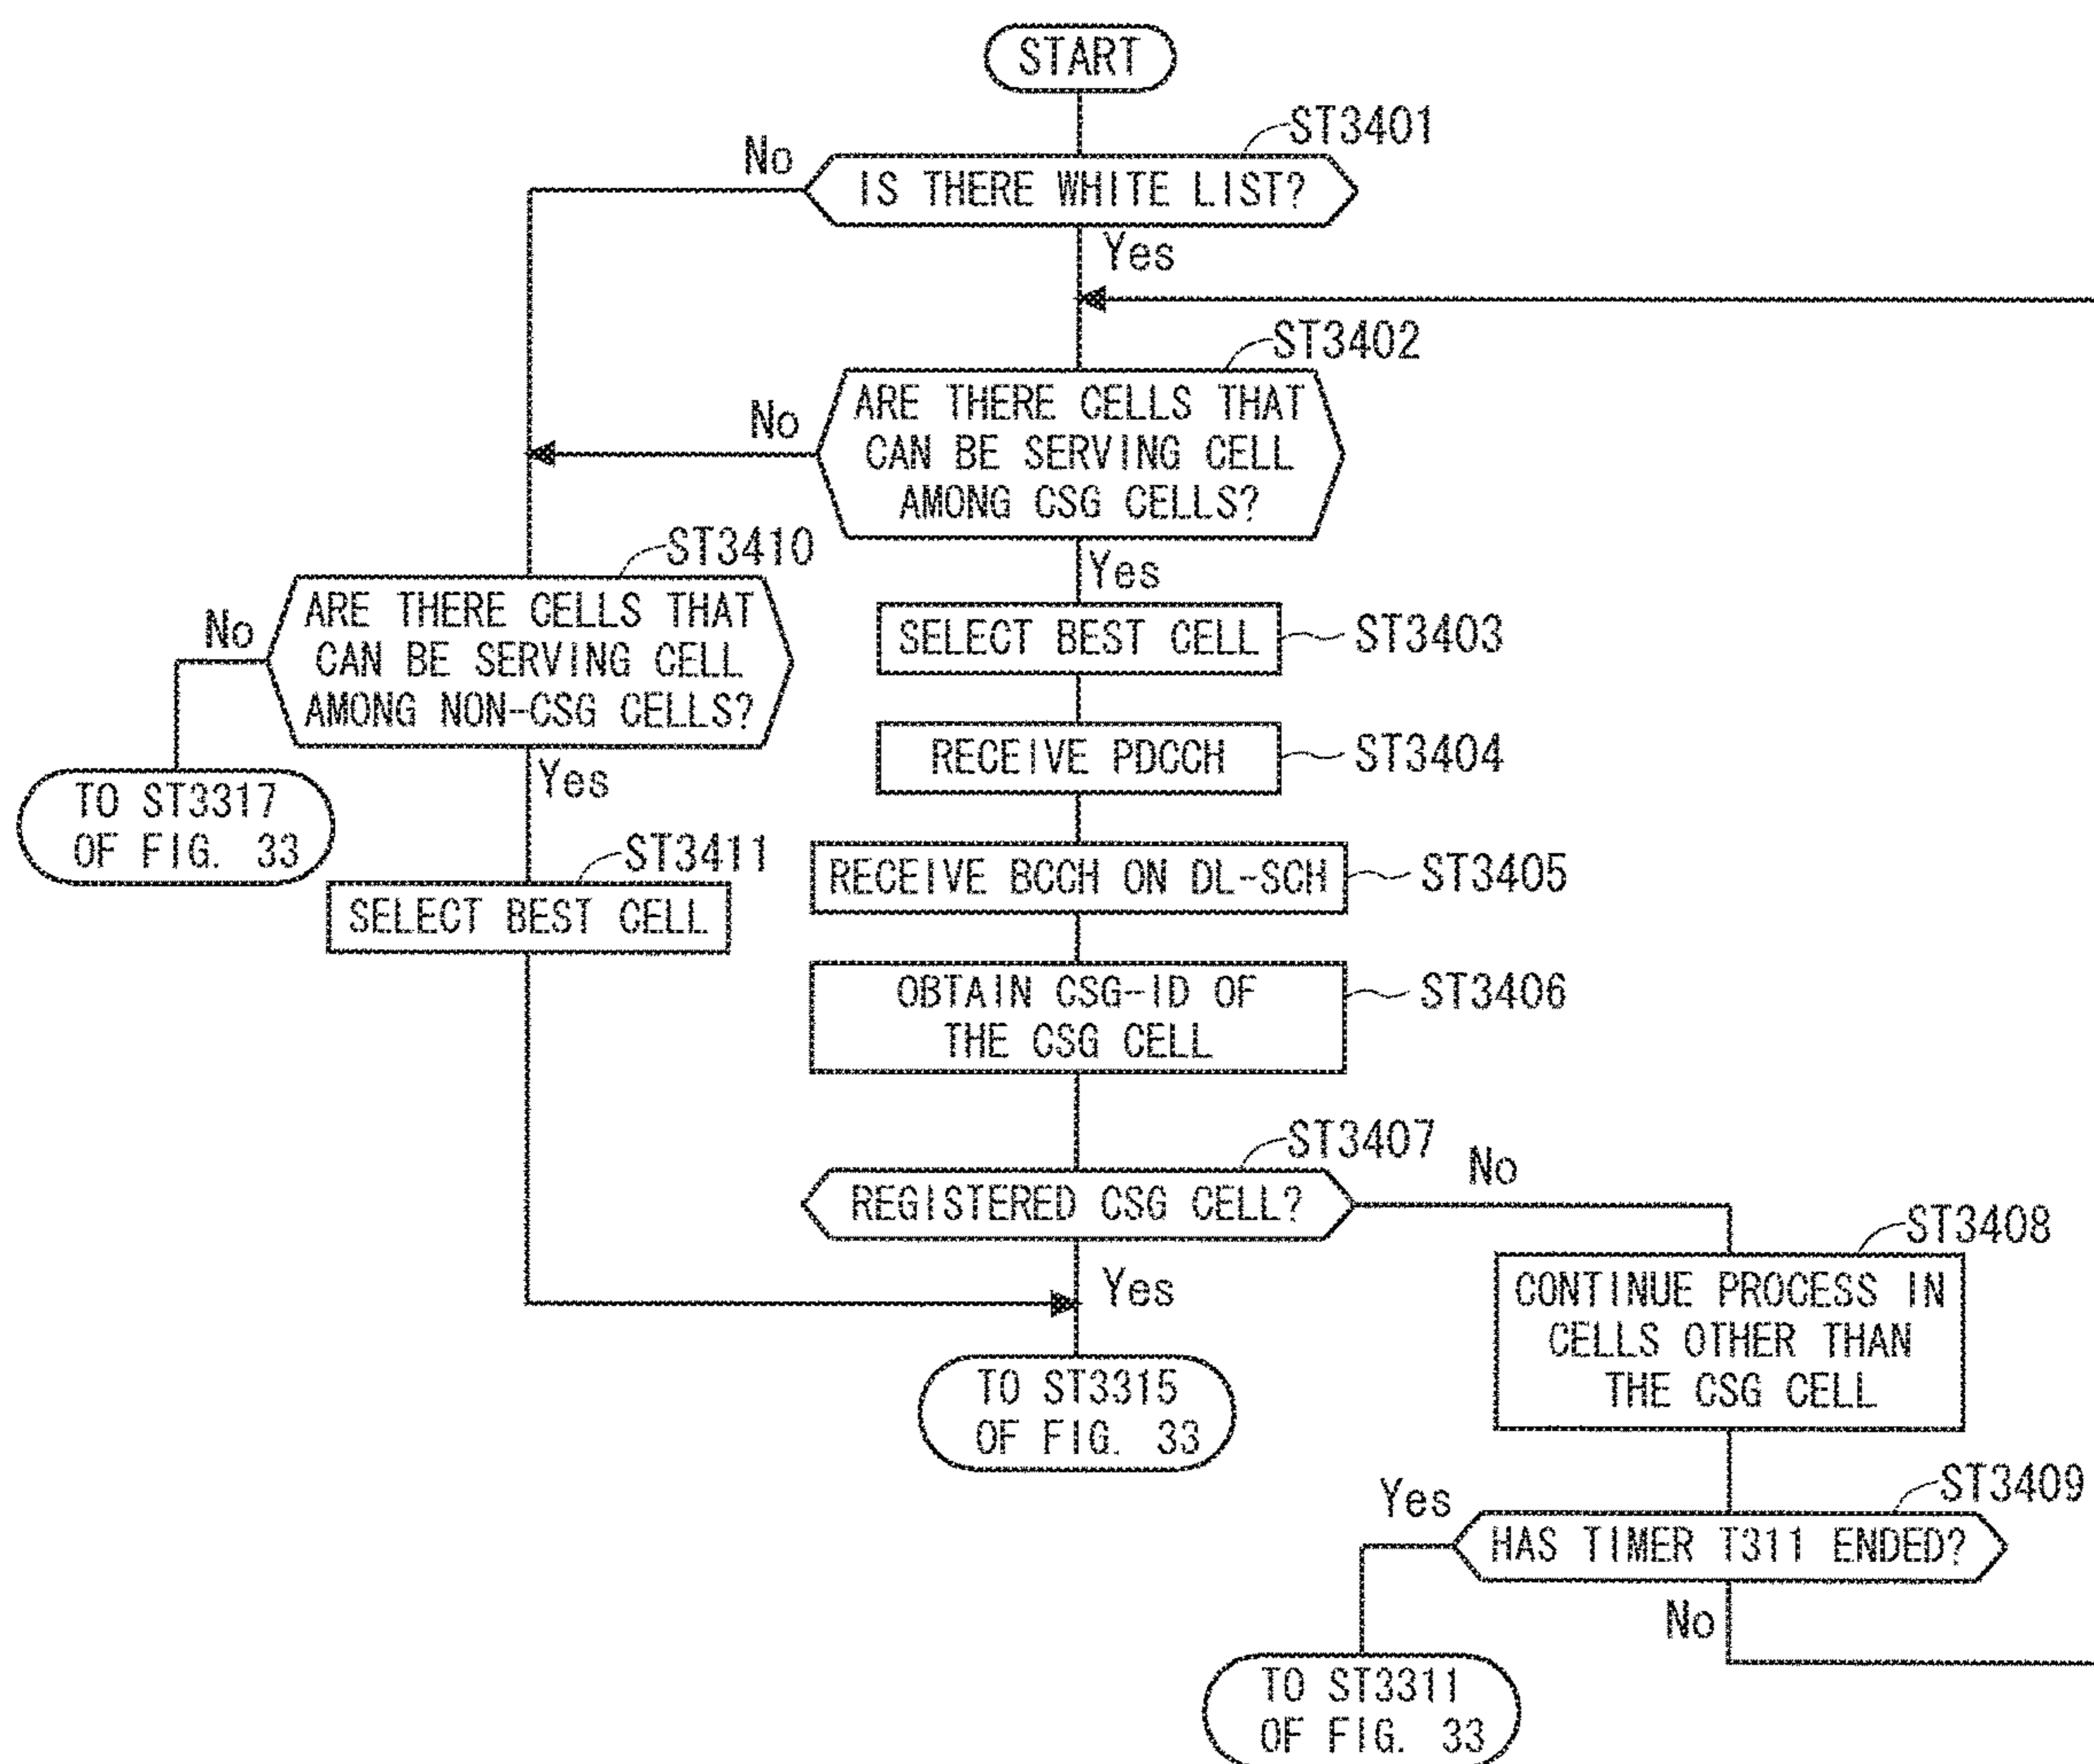 START
ST3401
No
IS THERE WHITE LIST?
Yes
ST3402
No
ARE THERE CELLS THAT
CAN BE SERVING CELL
AMONG CSG CELLS?
Yes
ST3410
No
ARE THERE CELLS THAT
CAN BE SERVING CELL
AMONG NON-CSG CELLS?
Yes
TO ST3317
OF FIG. 33
ST3411
SELECT BEST CELL
SELECT BEST CELL
ST3403
RECEIVE PDCCH
ST3404
RECEIVE BCCH ON DL-SCH
ST3405
OBTAIN CSG-ID OF
THE CSG CELL
ST3406
ST3407
REGISTERED CSG CELL?
No
Yes
TO ST3315
OF FIG. 33
ST3408
CONTINUE PROCESS IN
CELLS OTHER THAN
THE CSG CELL
ST3409
Yes
HAS TIMER T311 ENDED?
No
TO ST3311
OF FIG. 33